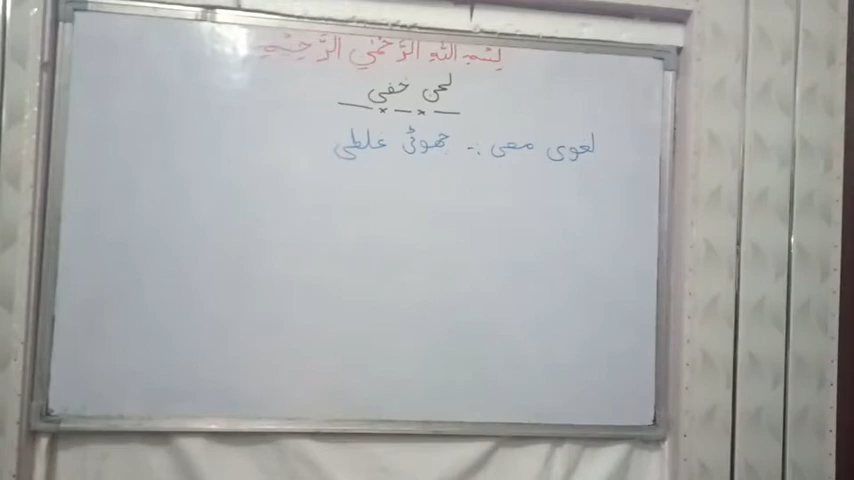 بِسْمِ اللّٰهِ الرَّحْمٰنِ الرَّحِيْمِ
لحن خفی
لغوی معنی :- چھوٹی غلطی